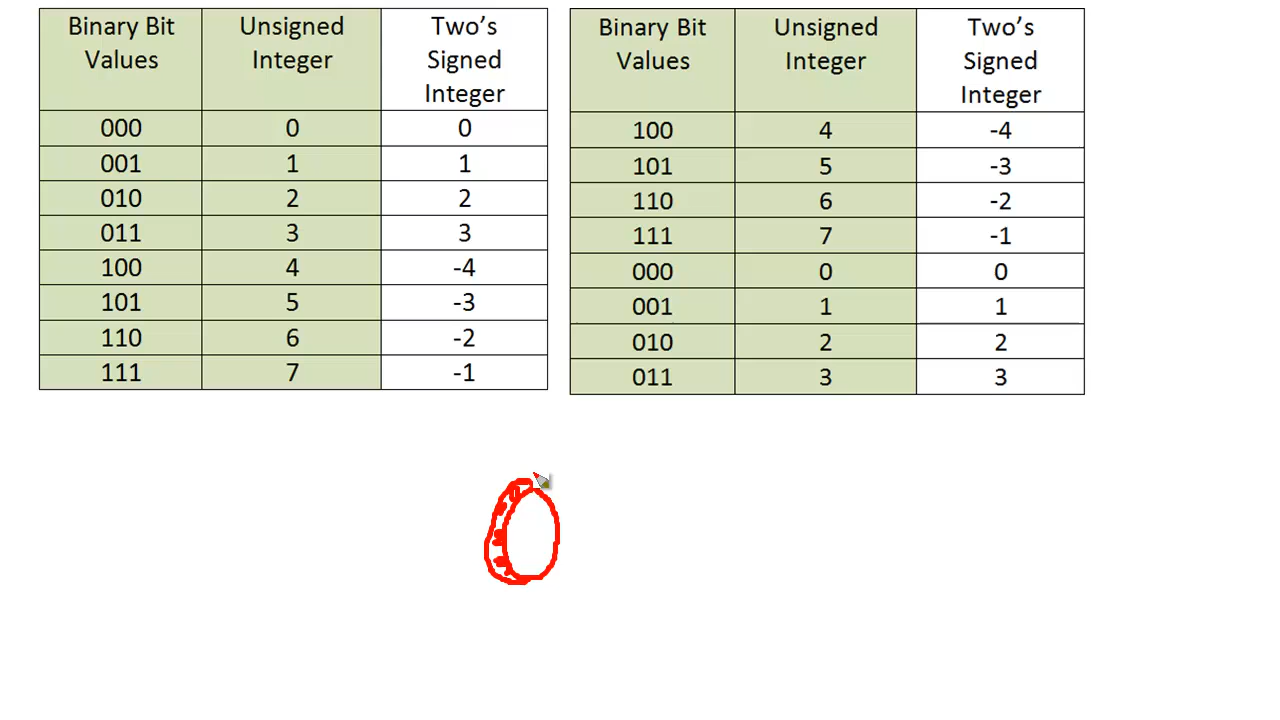 Binary Bit Values Unsigned Integer Two's Signed Integer
000 0 0
001 1 1
010 2 2
011 3 3
100 4 -4
101 5 -3
110 6 -2
111 7 -1
Binary Bit Values Unsigned Integer Two's Signed Integer
100 4 -4
101 5 -3
110 6 -2
111 7 -1
000 0 0
001 1 1
010 2 2
011 3 3